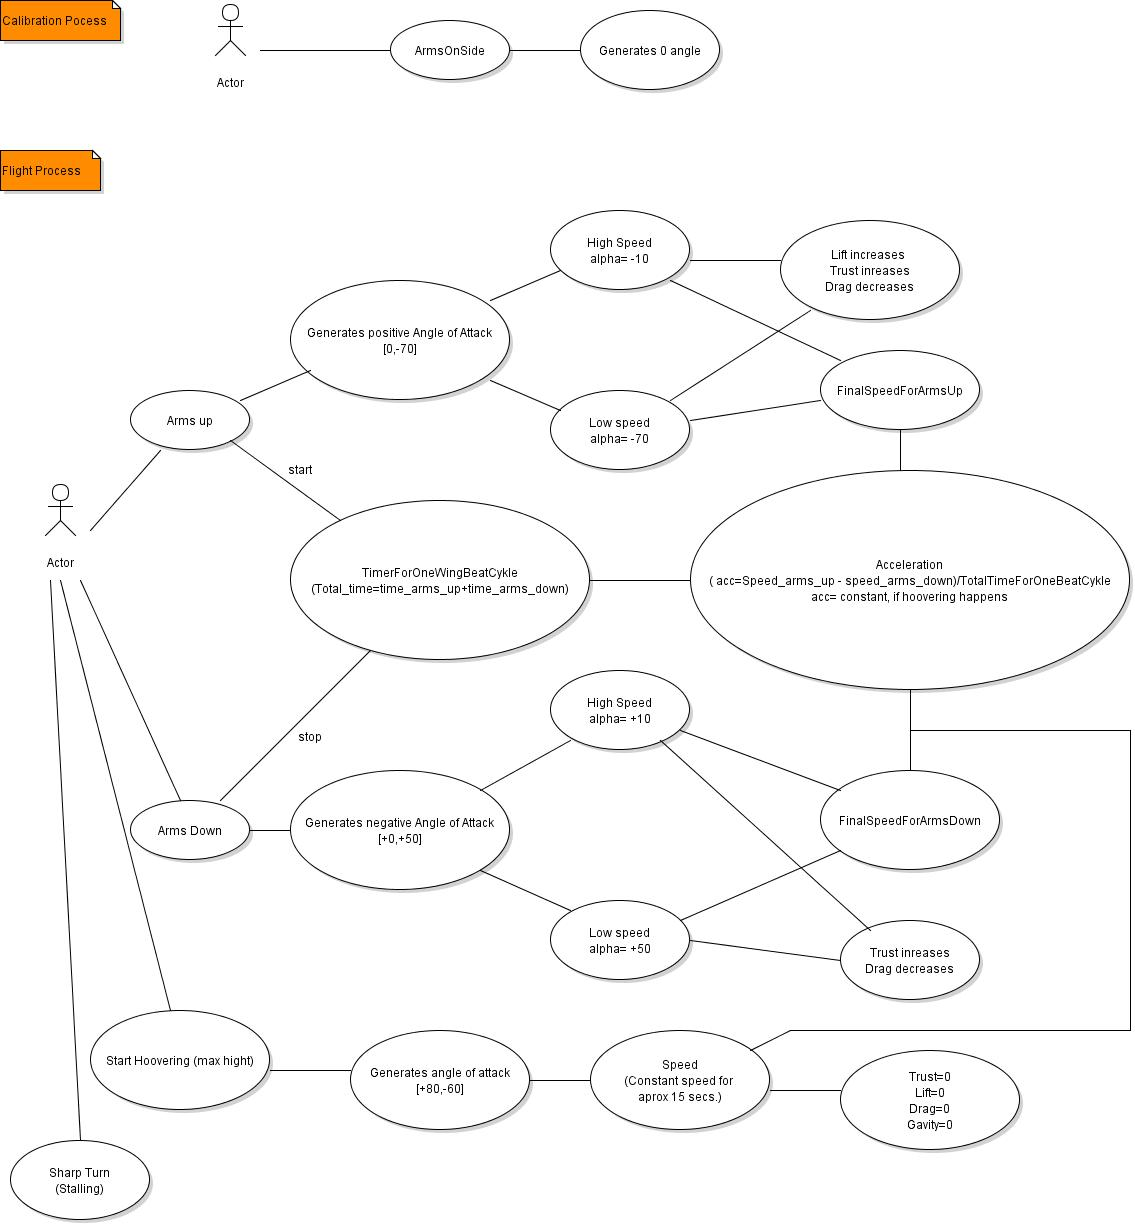 Calibration Pocess
Actor
ArmsOnSide
Generates 0 angle
Flight Process
High Speed
alpha= -10
Lift increases
Trust inreases
Drag decreases
Generates positive Angle of Attack
[0,-70]
FinalSpeedForArmsUp
Arms up
Low speed
alpha= -70
start
Actor
TimerForOneWingBeatCykle
(Total_time=time_arms_up+time_arms_down)
Acceleration
( acc=Speed_arms_up - speed_arms_down)/TotalTimeForOneBeatCykle
acc= constant, if hoovering happens
High Speed
alpha= +10
stop
Arms Down
Generates negative Angle of Attack
[+0,+50]
FinalSpeedForArmsDown
Low speed
alpha= +50
Trust inreases
Drag decreases
Start Hoovering (max hight)
Generates angle of attack
[+80,-60]
Speed
(Constant speed for
aprox 15 secs.)
Trust=0
Lift=0
Drag=0
Gavity=0
Sharp Turn
(Stalling)